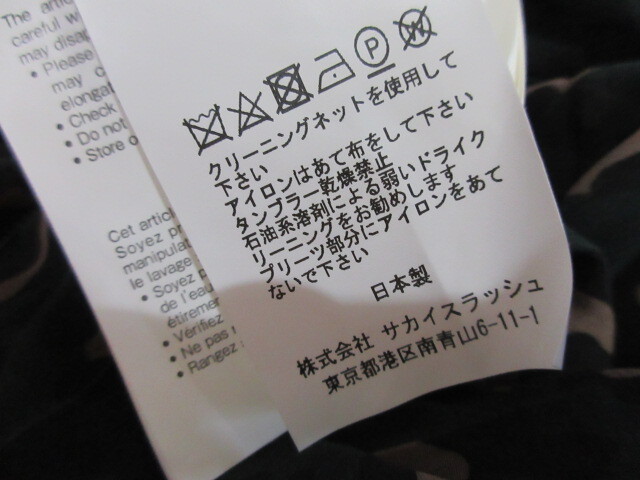 The artic
careful w
may disa
• Please
may c
elongat
• Check
• Do not
• Store o
Cet articl
Soyez pr
manipulat
le lavage
• Soyez p
de l'eau
étiremer
• Vérifiez
• Ne pas
• Rangez
P
W
クリーニングネットを使用して
下さい
アイロンはあて布をして下さい
タンブラー乾燥禁止
石油系溶剤による弱いドライク
リーニングをお勧めします
プリーツ部分にアイロンをあて
ないで下さい
日本製
株式会社 サカイスラッシュ
東京都港区南青山6-11-1